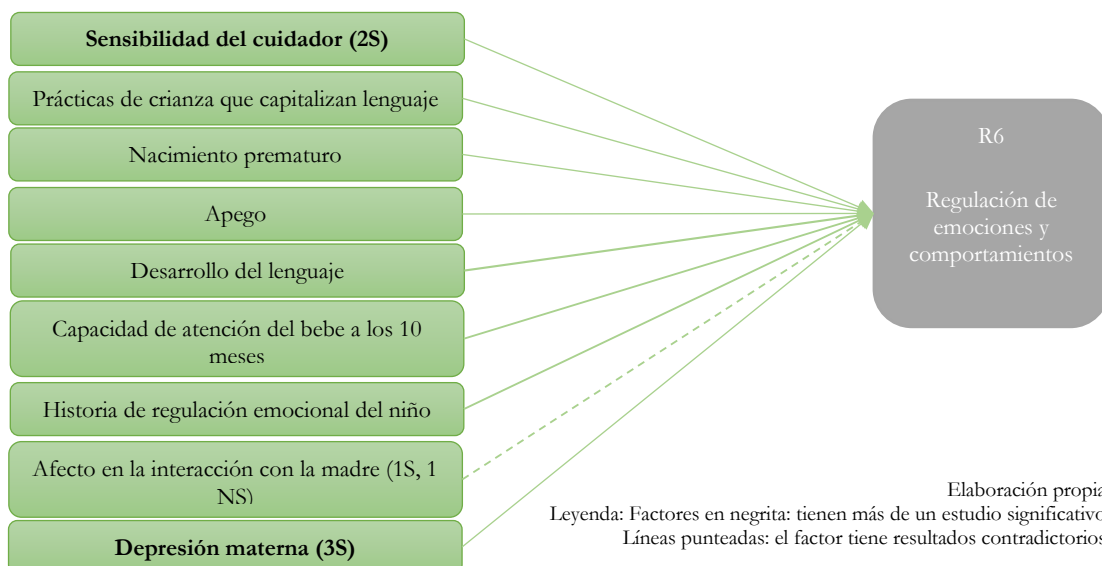 Sensibilidad del cuidador (2S)
Prácticas de crianza que capitalizan lenguaje
Nacimiento prematuro
Apego
Desarrollo del lenguaje
Capacidad de atención del bebe a los 10
meses
Historia de regulación emocional del niño
Afecto en la interacción con la madre (1S, 1
NS)
Depresión materna (3S)
R6
Regulación de
emociones y
comportamientos
Elaboración propia
Leyenda: Factores en negrita: tienen más de un estudio significativo
Líneas punteadas: el factor tiene resultados contradictorios